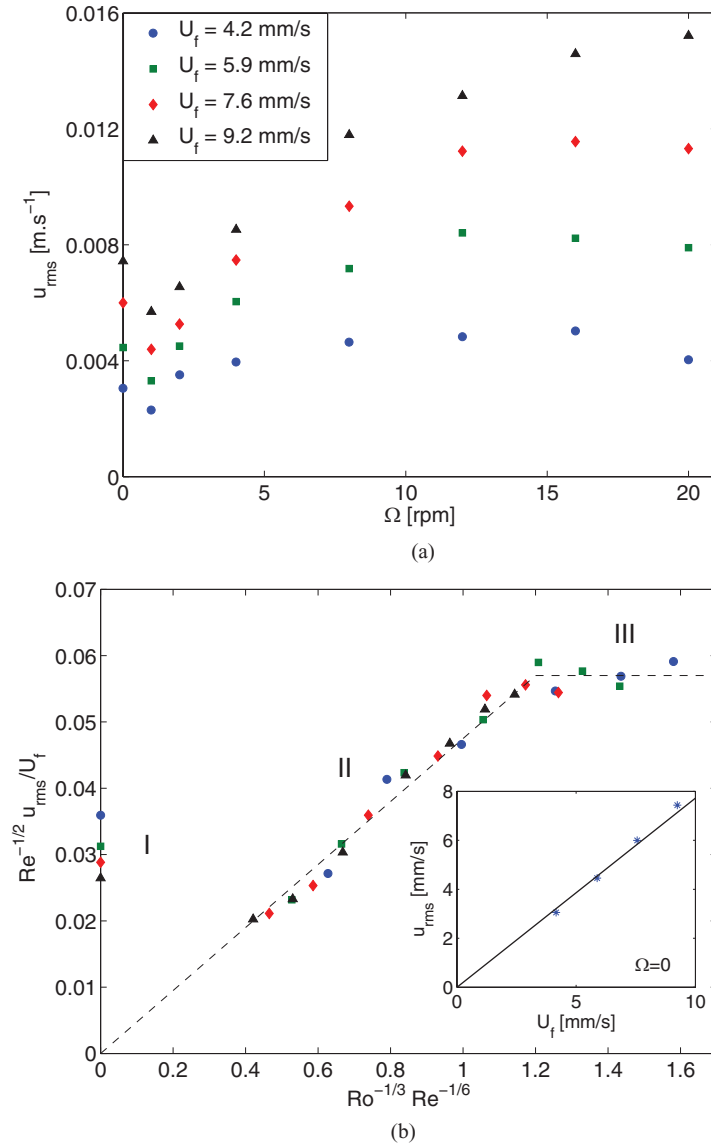 0.016
U_f = 4.2 mm/s
U_f = 5.9 mm/s
U_f = 7.6 mm/s
U_f = 9.2 mm/s
0.012
0.008
0.004
0
u_rms [m.s⁻¹]
0 5 10 15 20
Ω [rpm]
(a)
0.07
0.06
0.05
0.04
0.03
0.02
0.01
0
Re^{-1/2} u_rms/U_f
I
II
III
8
6
4
2
0
u_rms [mm/s]
Ω=0
0 5 10
U_f [mm/s]
0 0.2 0.4 0.6 0.8 1 1.2 1.4 1.6
Ro^{-1/3} Re^{-1/6}
(b)